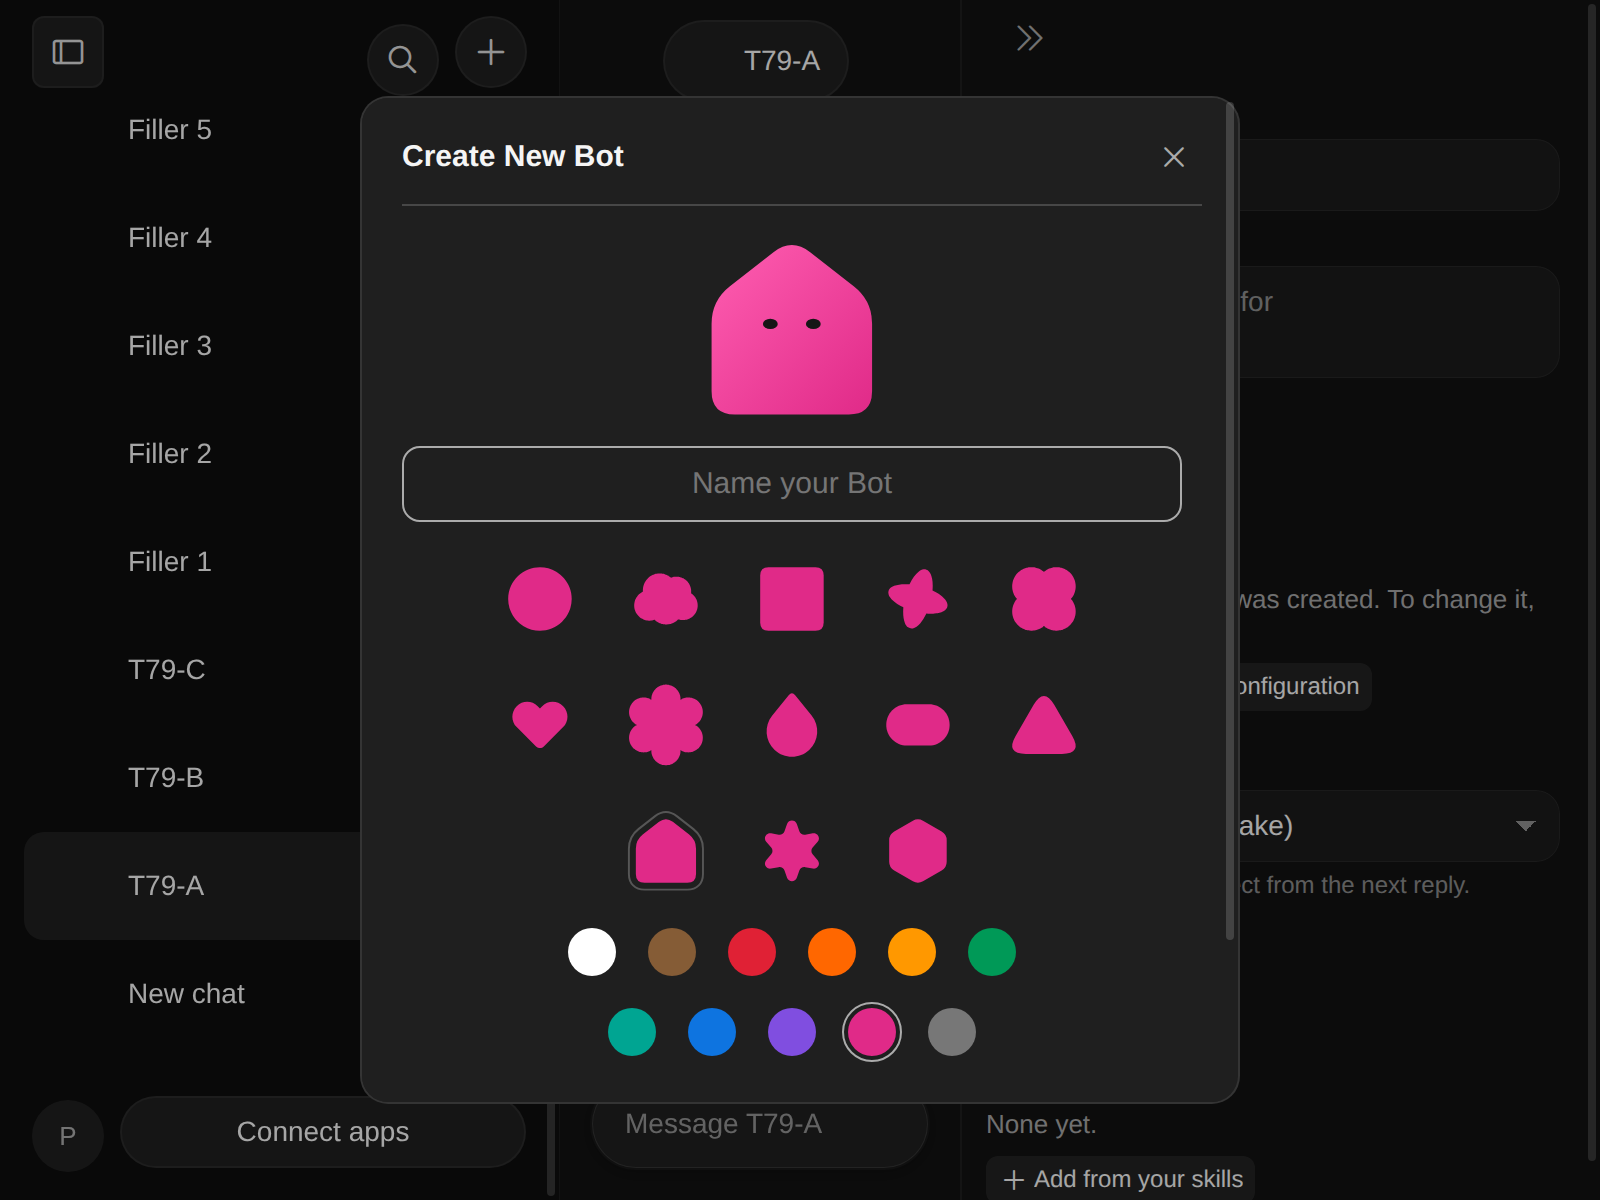 T79-A
Filler 5
Filler 4
Filler 3
Filler 2
Filler 1
T79-C
T79-B
T79-A
New chat
P
Connect apps
Create New Bot
Name your Bot
Message T79-A
for
was created. To change it,
onfiguration
ake)
ct from the next reply.
None yet.
Add from your skills